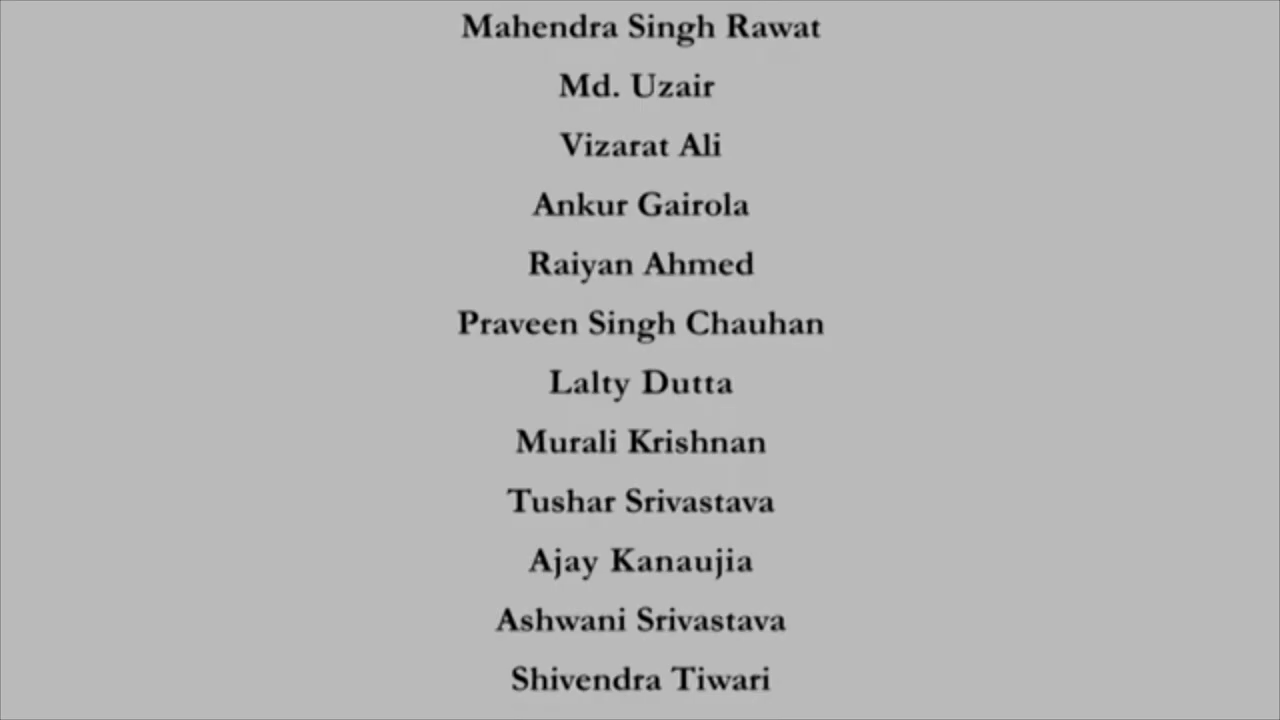 Mahendra Singh Rawat
Md. Uzair
Vizarat Ali
Ankur Gairola
Raiyan Ahmed
Praveen Singh Chauhan
Lalty Dutta
Murali Krishnan
Tushar Srivastava
Ajay Kanaujia
Ashwani Srivastava
Shivendra Tiwari